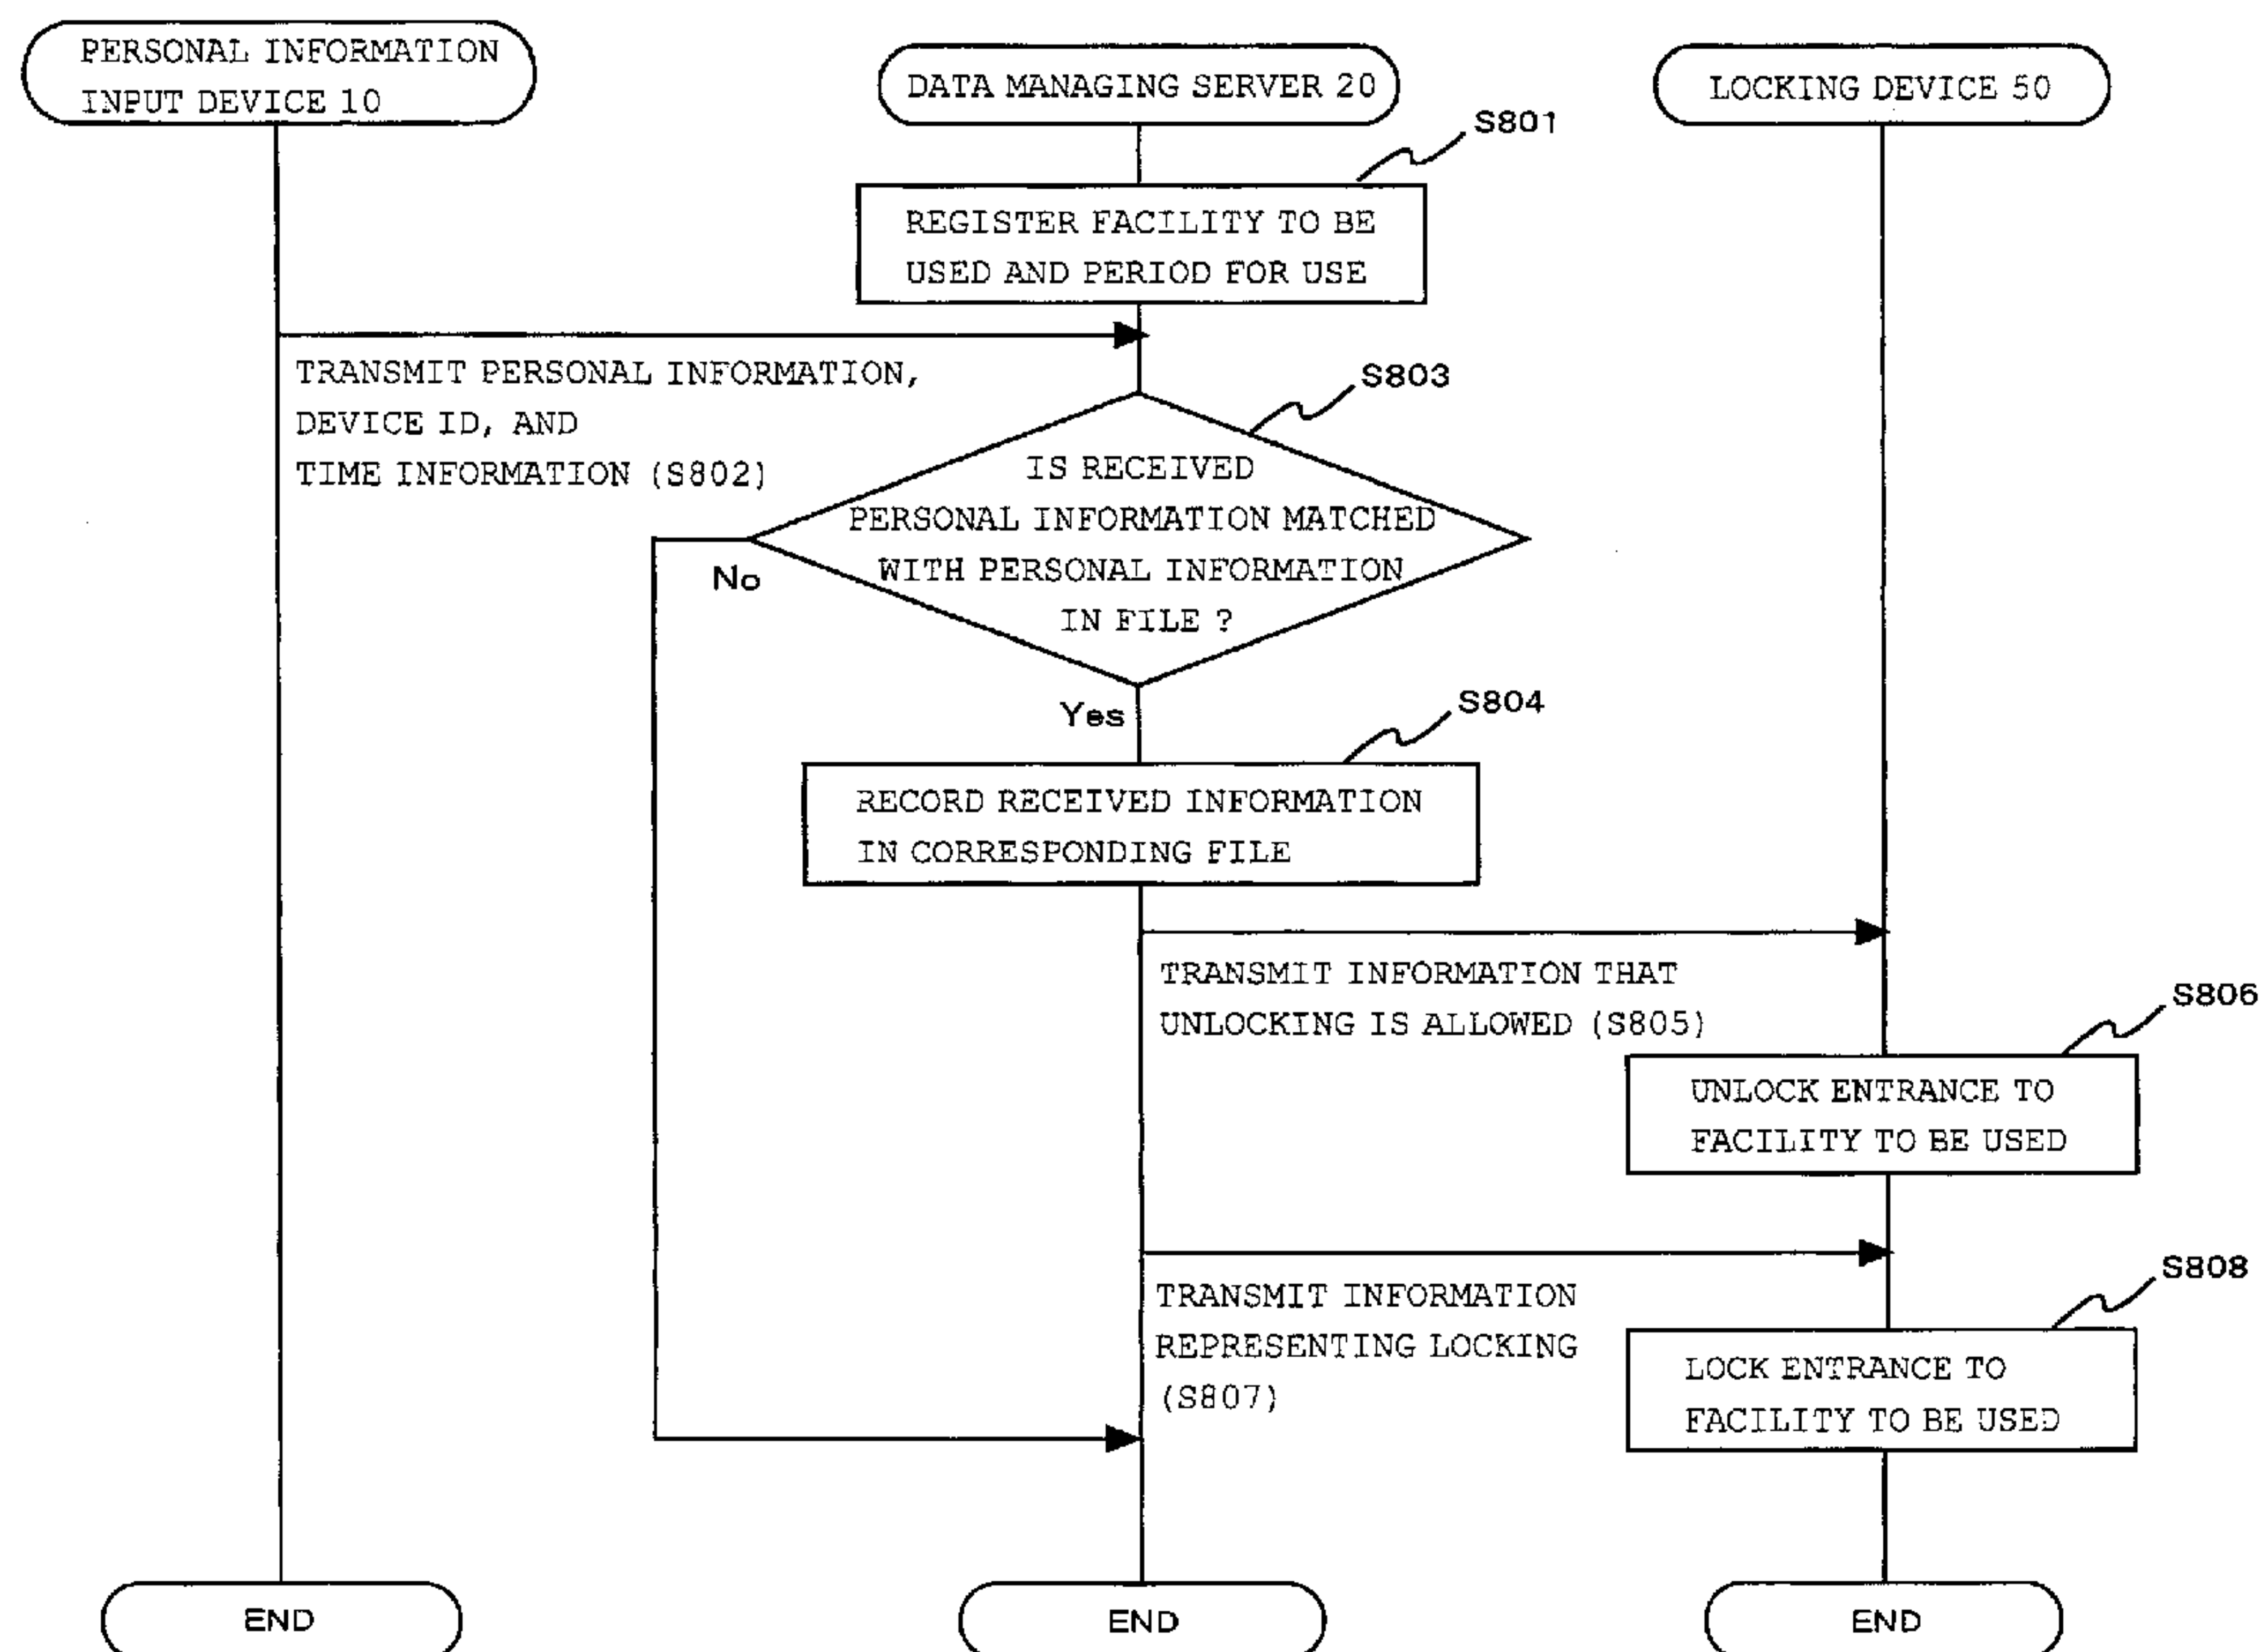 PERSONAL INFORMATION
INPUT DEVICE 10
DATA MANAGING SERVER 20
LOCKING DEVICE 50
S801
REGISTER FACILITY TO BE
USED AND PERIOD FOR USE
TRANSMIT PERSONAL INFORMATION,
DEVICE ID, AND
TIME INFORMATION (S802)
S803
IS RECEIVED
PERSONAL INFORMATION MATCHED
WITH PERSONAL INFORMATION
IN FILE ?
No
Yes
S804
RECORD RECEIVED INFORMATION
IN CORRESPONDING FILE
TRANSMIT INFORMATION THAT
UNLOCKING IS ALLOWED (S805)
S806
UNLOCK ENTRANCE TO
FACILITY TO BE USED
TRANSMIT INFORMATION
REPRESENTING LOCKING
(S807)
S808
LOCK ENTRANCE TO
FACILITY TO BE USED
END
END
END